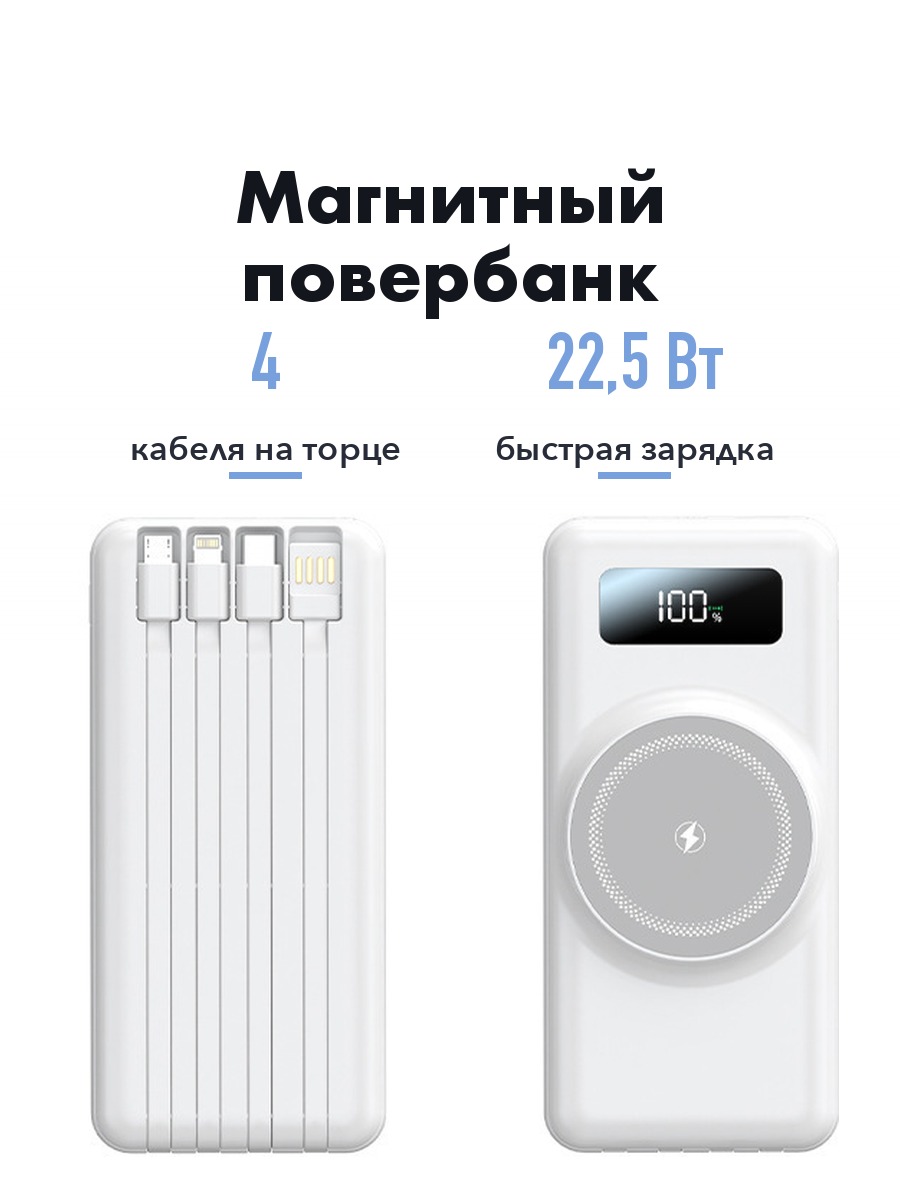 Магнитный
повербанк
4
22,5 Вт
кабеля на торце
быстрая зарядка
100%